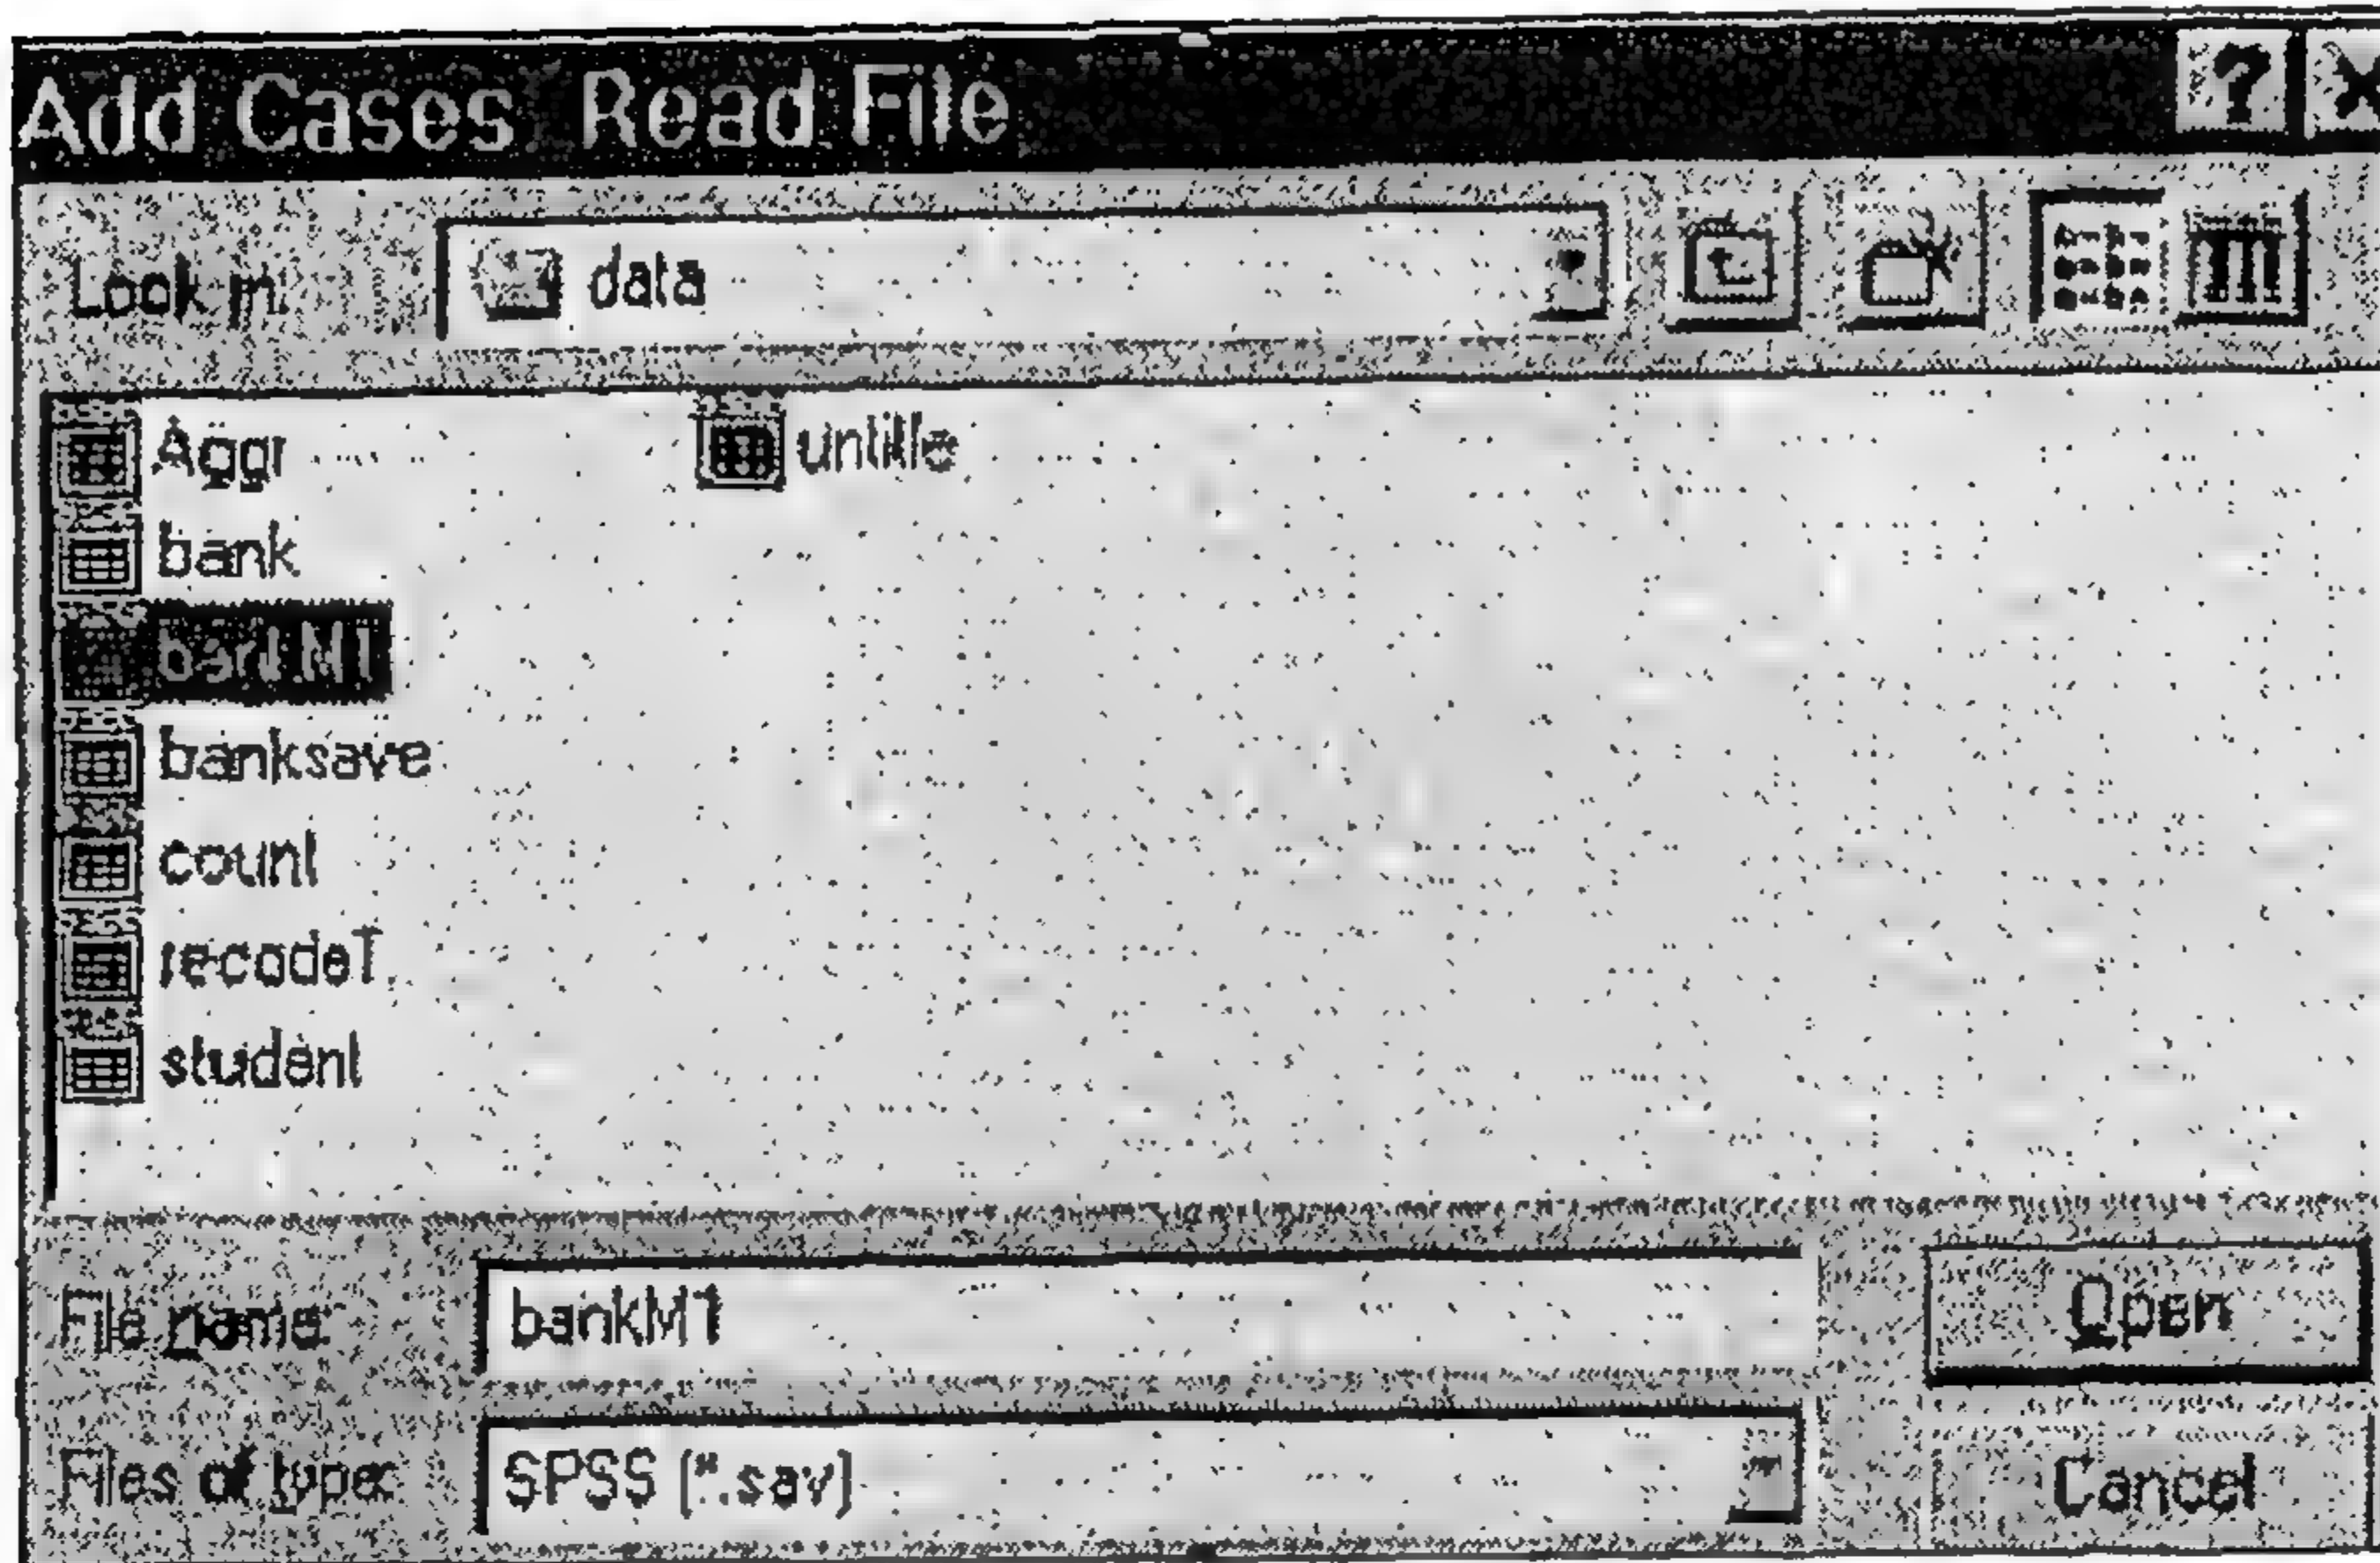 Add Cases: Read File
Look in: data
Aggr
bank
bankM1
banksave
count
recodeT
student
untitle
File name: bankM1
Open
Files of type: SPSS (*.sav)
Cancel